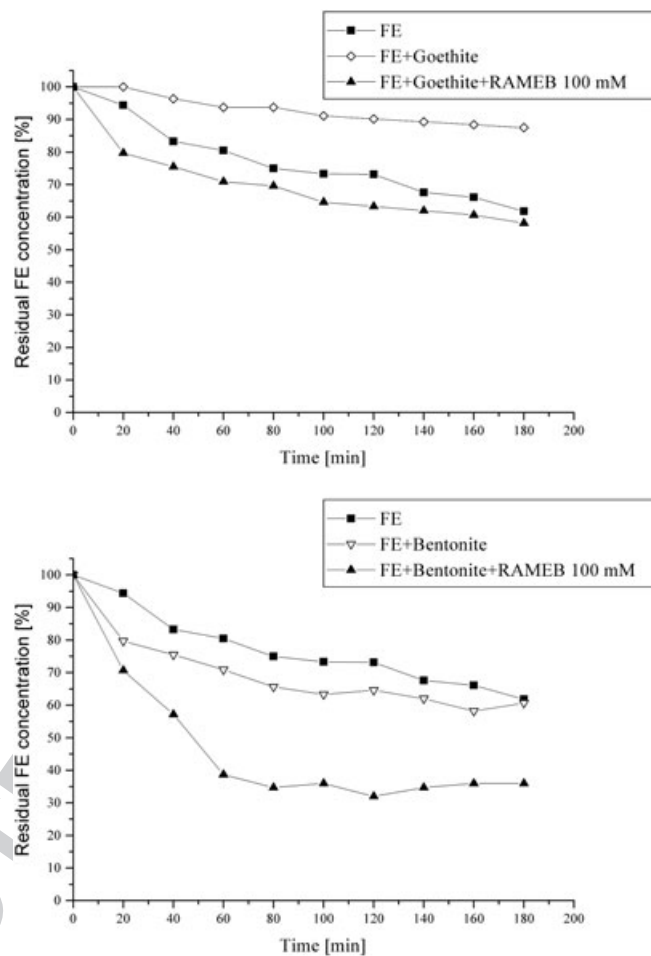 FE
FE+Goethite
FE+Goethite+RAMEB 100 mM
Residual FE concentration [%]
100
90
80
70
60
50
40
30
20
10
0
0 20 40 60 80 100 120 140 160 180 200
Time [min]
FE
FE+Bentonite
FE+Bentonite+RAMEB 100 mM
Residual FE concentration [%]
100
90
80
70
60
50
40
30
20
10
0
0 20 40 60 80 100 120 140 160 180 200
Time [min]